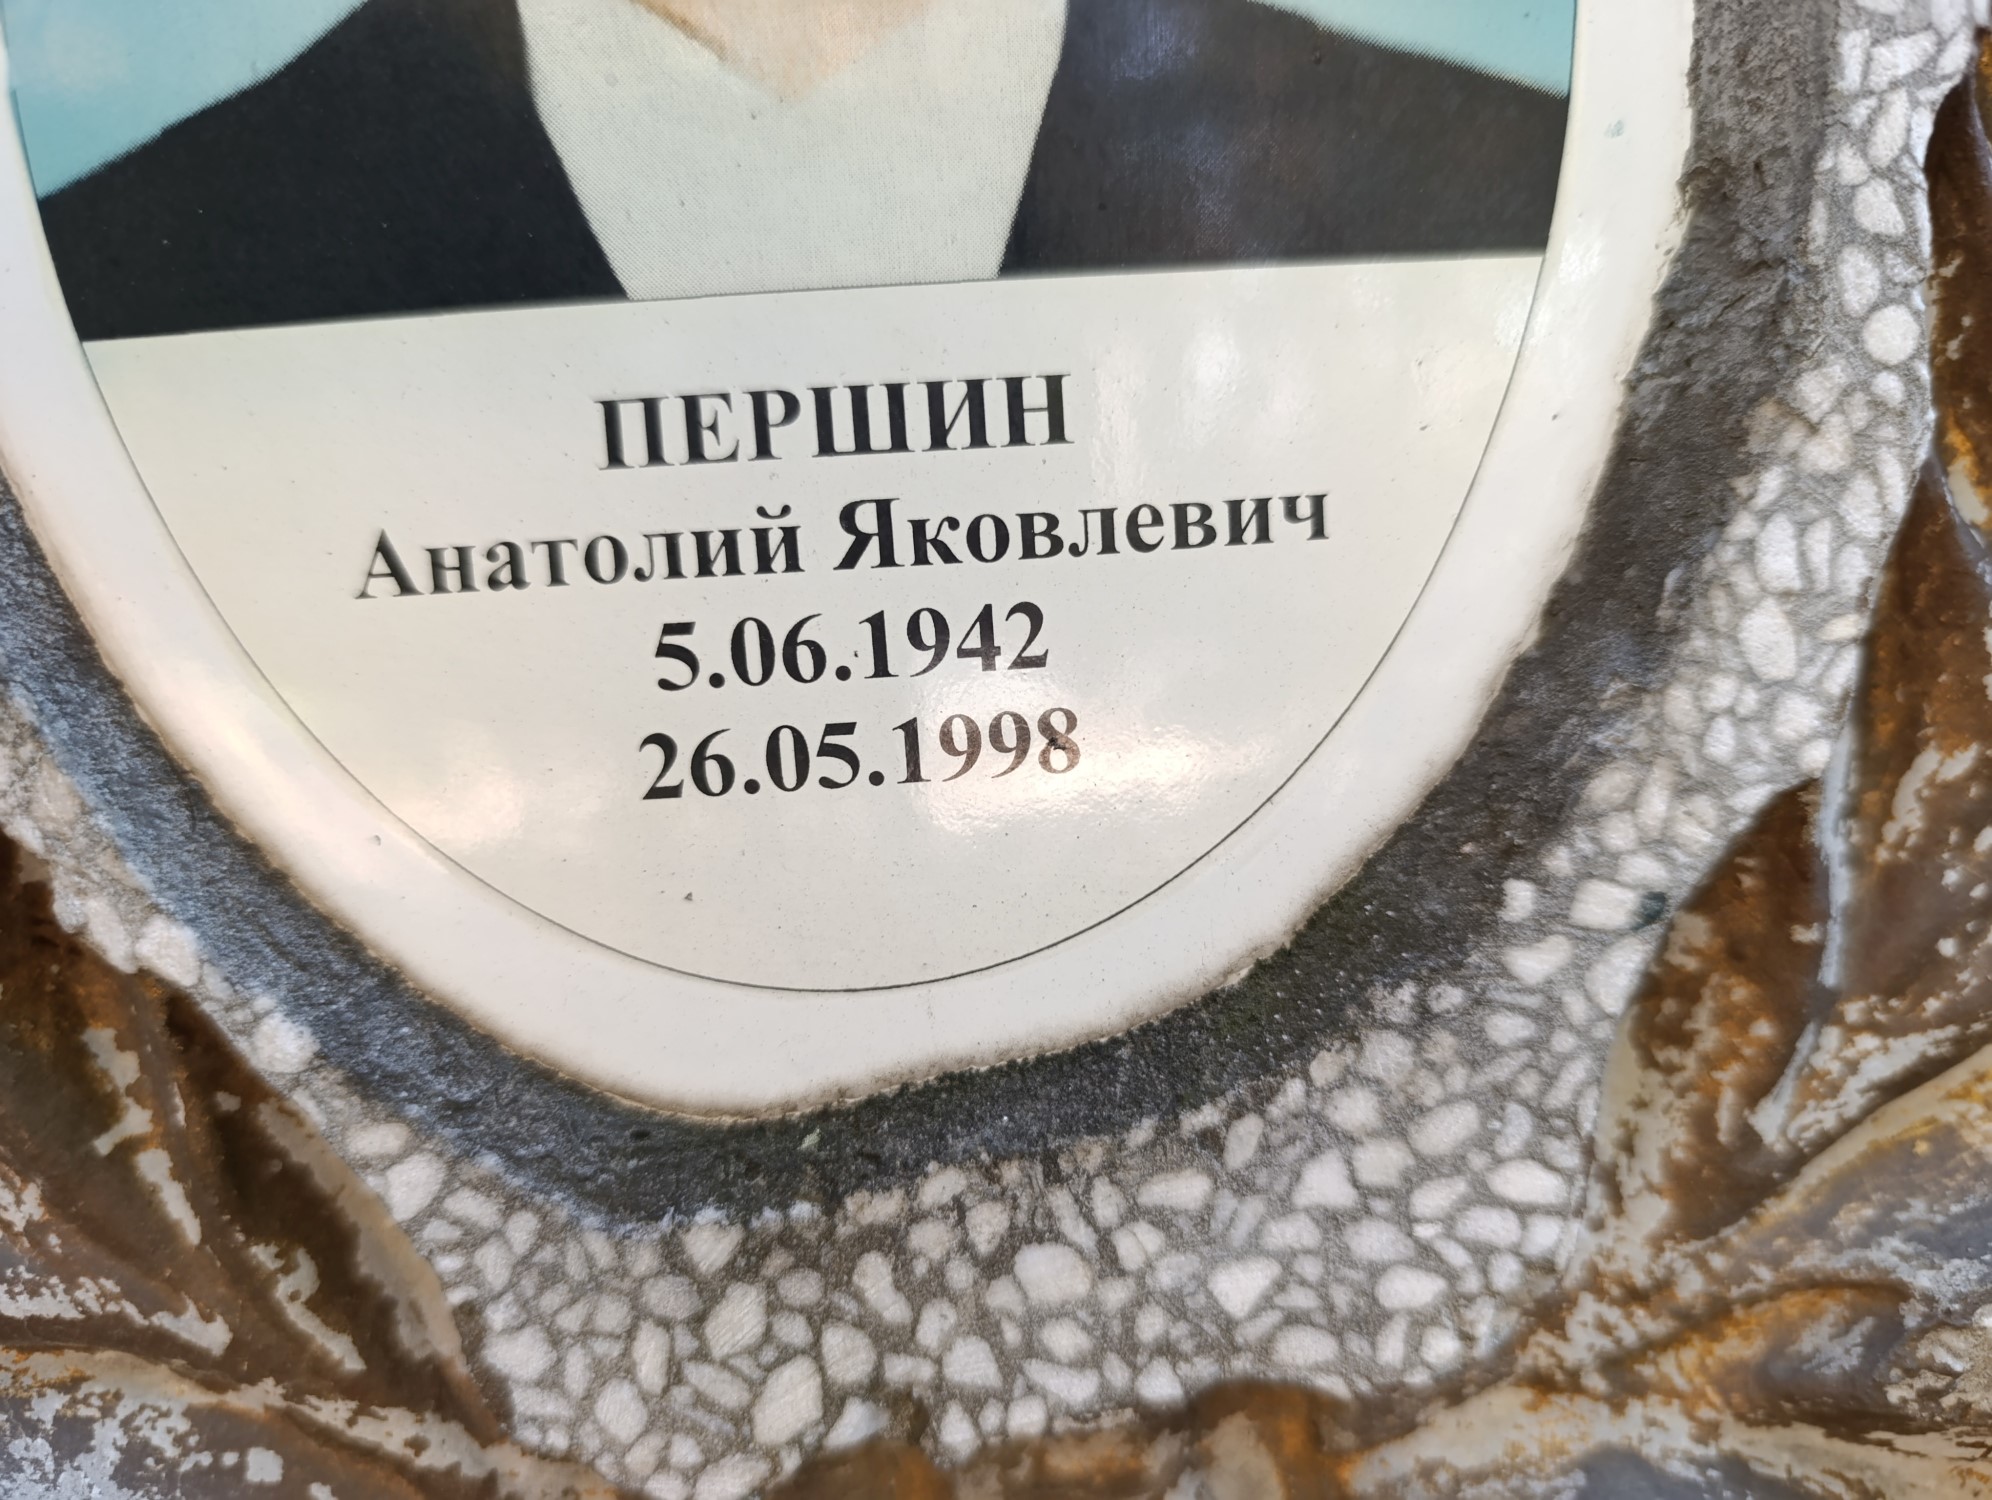 ПЕРШИН
Анатолий Яковлевич
5.06.1942
26.05.1998